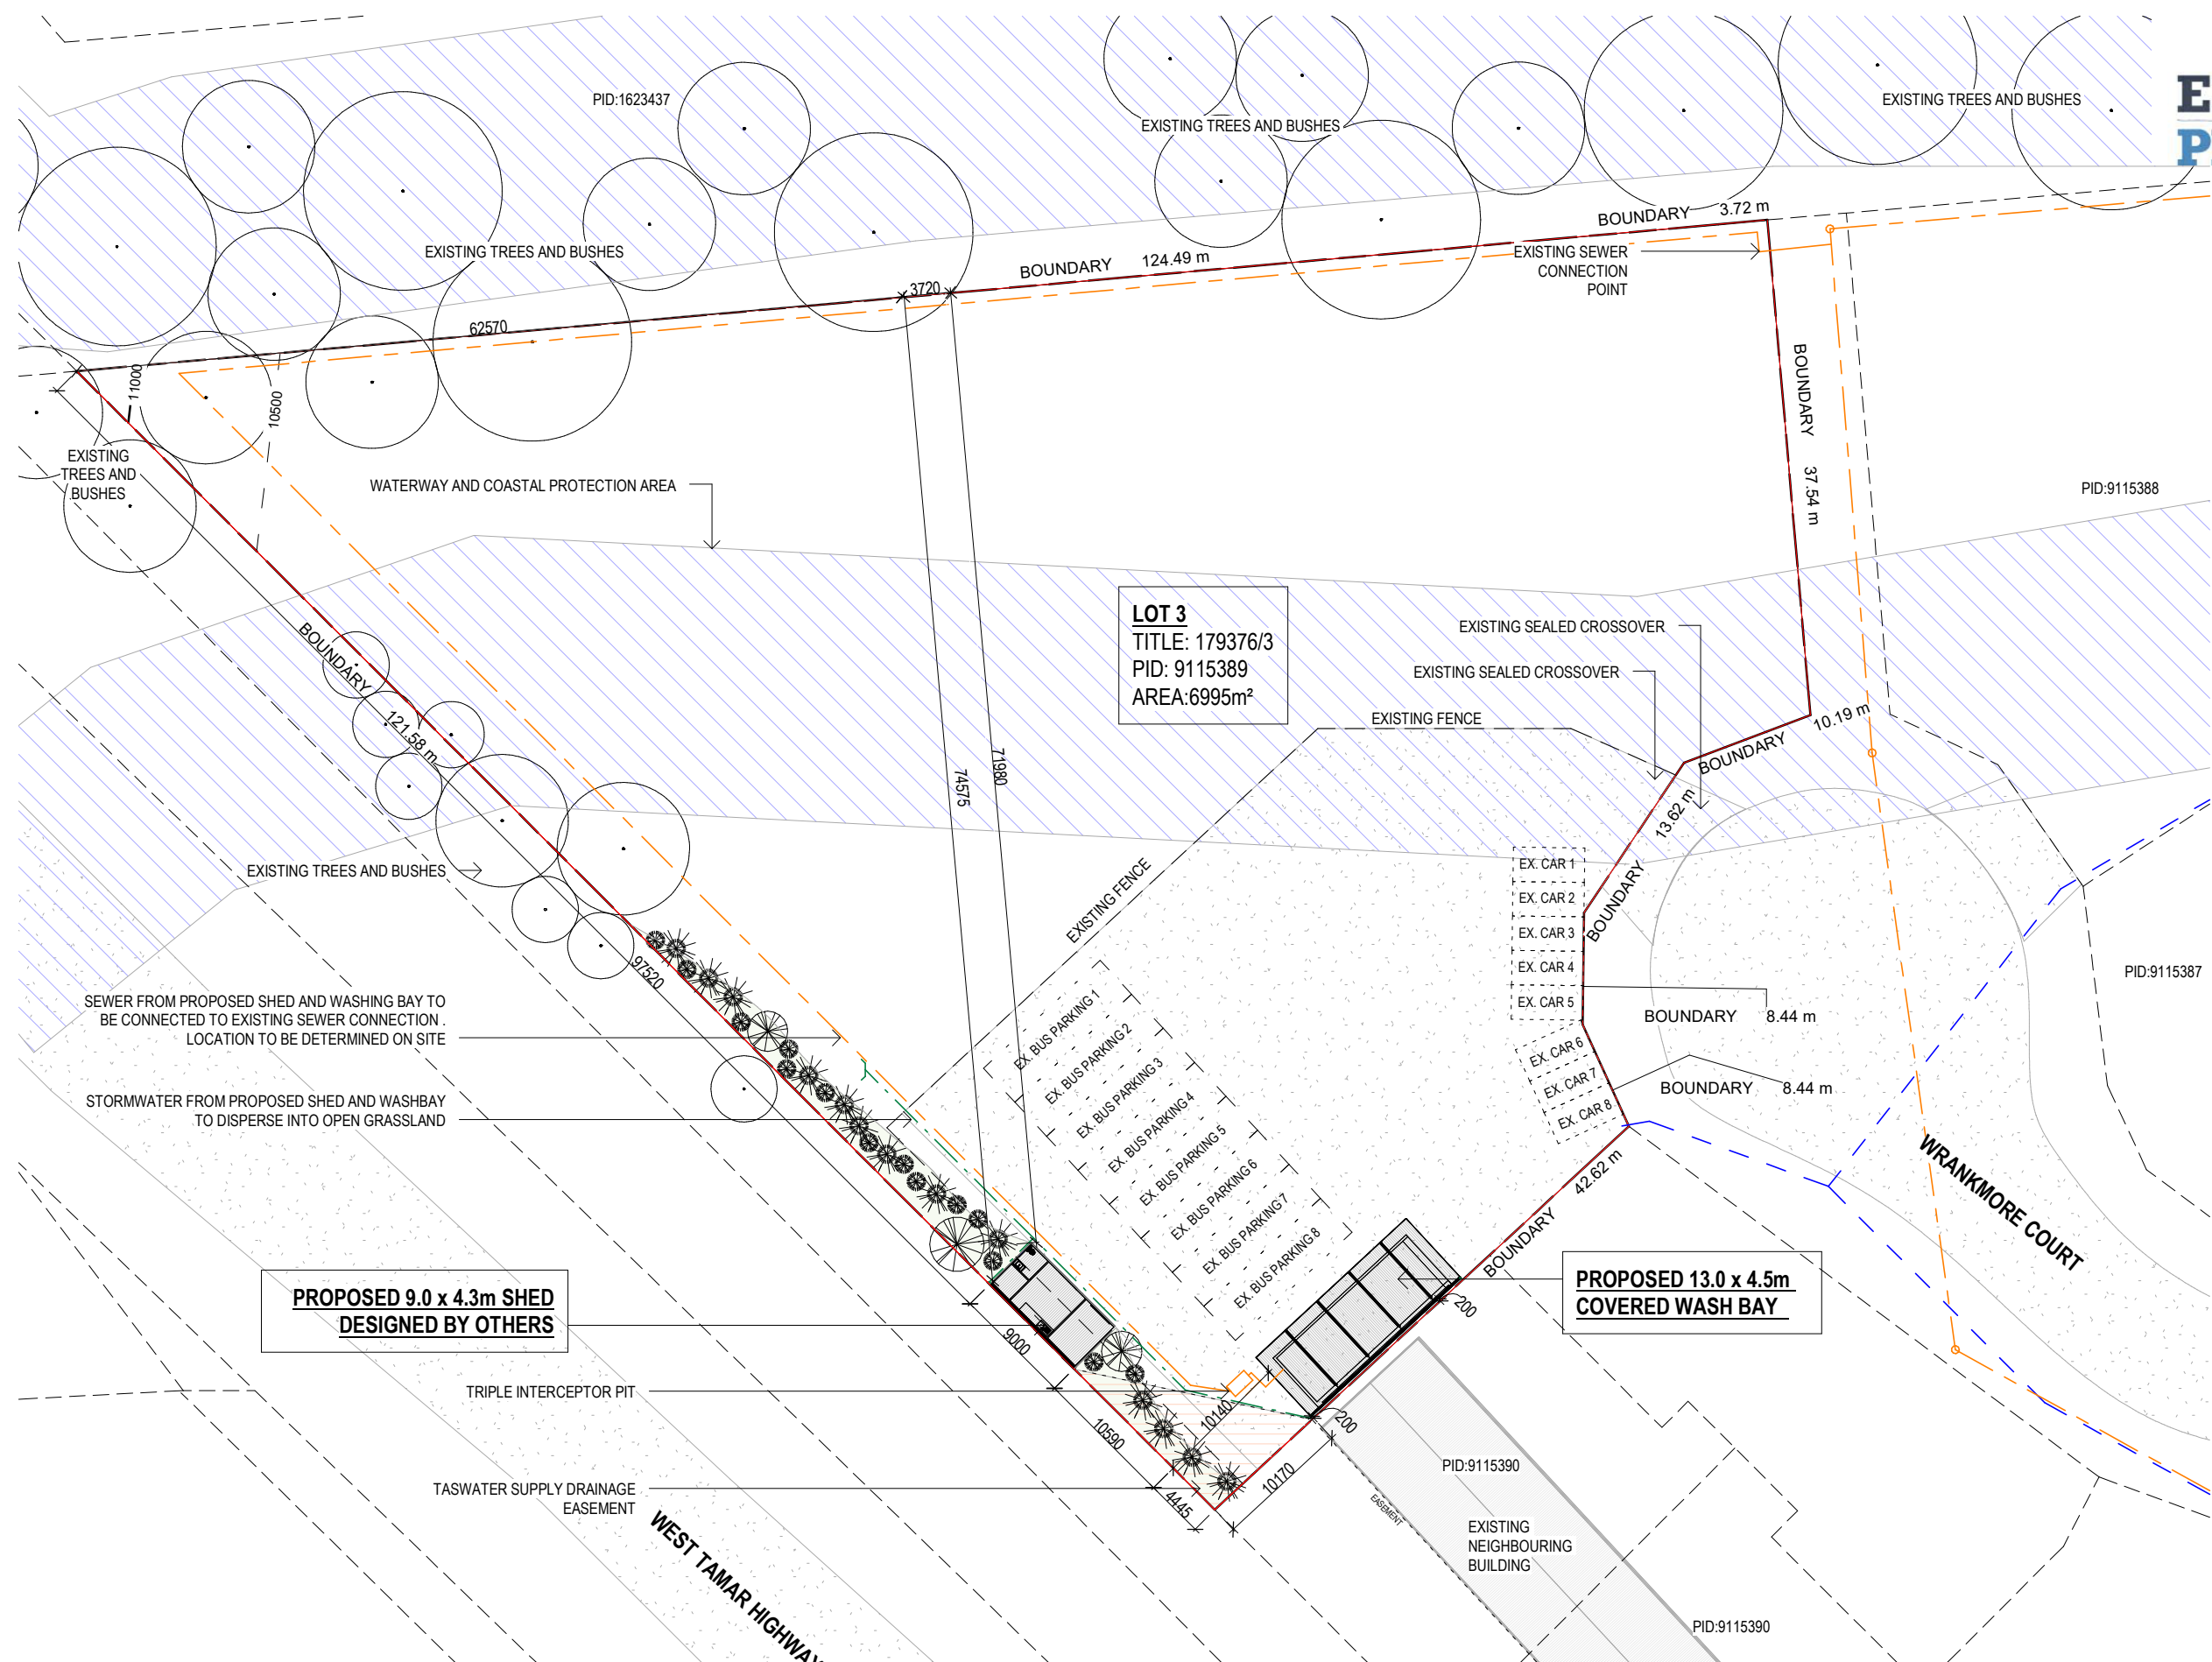 PID:1623437
EXISTING TREES AND BUSHES
EXISTING TREES AND BUSHES
E
P
EXISTING TREES AND BUSHES
BOUNDARY 3.72 m
EXISTING SEWER
CONNECTION
POINT
BOUNDARY 124.49 m
3720
62570
11000
10500
EXISTING
TREES AND
BUSHES
BOUNDARY 37.54 m
WATERWAY AND COASTAL PROTECTION AREA
PID:9115388
LOT 3
TITLE: 179376/3
PID: 9115389
AREA:6995m²
EXISTING SEALED CROSSOVER
EXISTING SEALED CROSSOVER
EXISTING FENCE
BOUNDARY 10.19 m
BOUNDARY 121.58 m
74575
71980
BOUNDARY 13.62 m
EXISTING TREES AND BUSHES
EXISTING FENCE
EX. CAR 1
EX. CAR 2
EX. CAR 3
EX. CAR 4
EX. CAR 5
EX. CAR 6
EX. CAR 7
EX. CAR 8
BOUNDARY 8.44 m
BOUNDARY 8.44 m
PID:9115387
97520
SEWER FROM PROPOSED SHED AND WASHING BAY TO
BE CONNECTED TO EXISTING SEWER CONNECTION .
LOCATION TO BE DETERMINED ON SITE
STORMWATER FROM PROPOSED SHED AND WASHBAY
TO DISPERSE INTO OPEN GRASSLAND
EX. BUS PARKING 1
EX. BUS PARKING 2
EX. BUS PARKING 3
EX. BUS PARKING 4
EX. BUS PARKING 5
EX. BUS PARKING 6
EX. BUS PARKING 7
EX. BUS PARKING 8
BOUNDARY 42.62 m
WRANKMORE COURT
PROPOSED 9.0 x 4.3m SHED
DESIGNED BY OTHERS
PROPOSED 13.0 x 4.5m
COVERED WASH BAY
200
9000
TRIPLE INTERCEPTOR PIT
10140
200
10590
10170
4445
TASWATER SUPPLY DRAINAGE
EASEMENT
WEST TAMAR HIGHWAY
EASEMENT
PID:9115390
EXISTING
NEIGHBOURING
BUILDING
PID:9115390